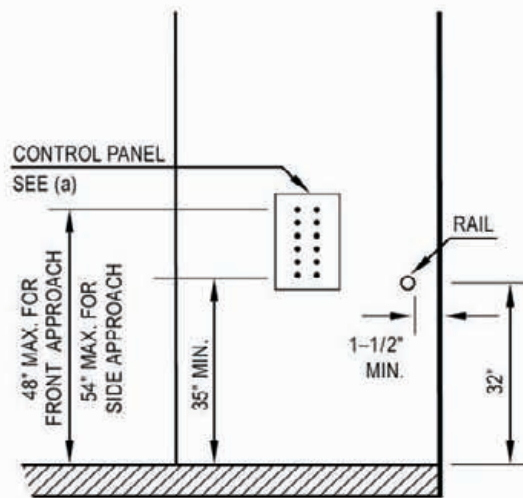 CONTROL PANEL
SEE (a)
RAIL
48" MAX. FOR
FRONT APPROACH
54" MAX. FOR
SIDE APPROACH
35" MIN.
1–1/2"
MIN.
32"